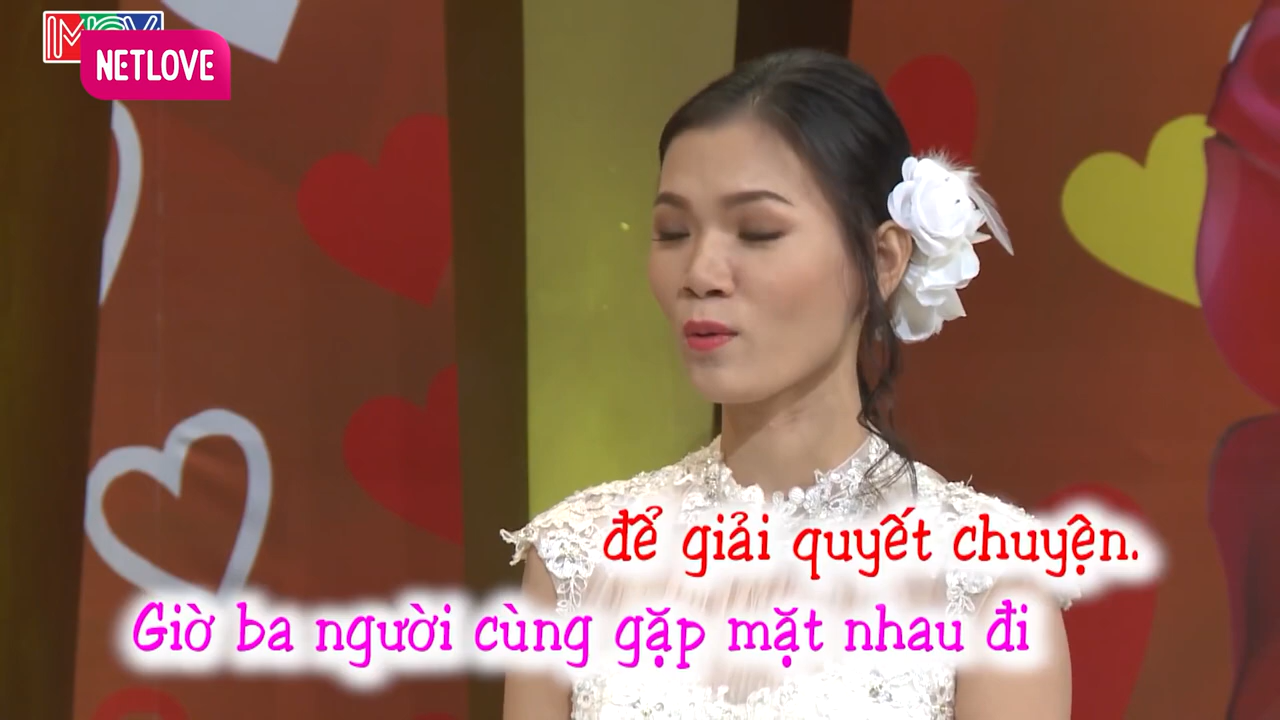 NETLOVE
để giải quyết chuyện.
Giờ ba người cùng gặp mặt nhau đi